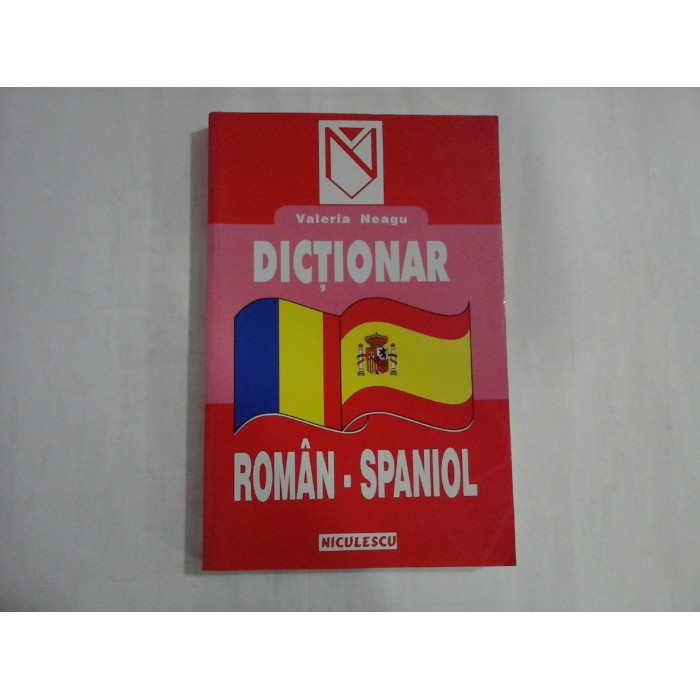 Valeria Neagu
DICȚIONAR
ROMÂN - SPANIOL
NICULESCU